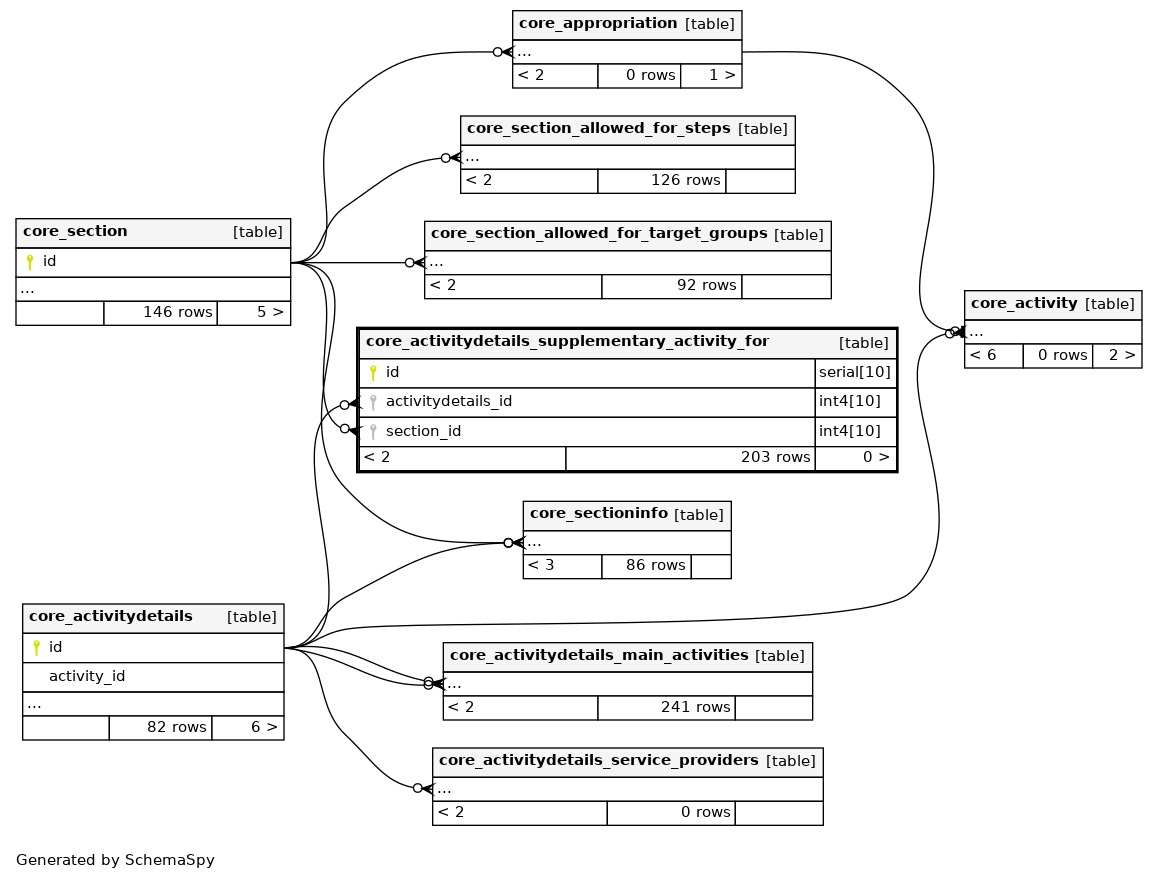 core_appropriation [table]
...
< 2 0 rows 1 >
core_section_allowed_for_steps [table]
...
< 2 126 rows
core_section [table]
id
...
146 rows 5 >
core_section_allowed_for_target_groups [table]
...
< 2 92 rows
core_activity [table]
...
< 6 0 rows 2 >
core_activitydetails_supplementary_activity_for [table]
id serial[10]
activitydetails_id int4[10]
section_id int4[10]
< 2 203 rows 0 >
core_sectioninfo [table]
...
< 3 86 rows
core_activitydetails [table]
id
activity_id
...
82 rows 6 >
core_activitydetails_main_activities [table]
...
< 2 241 rows
core_activitydetails_service_providers [table]
...
< 2 0 rows
Generated by SchemaSpy